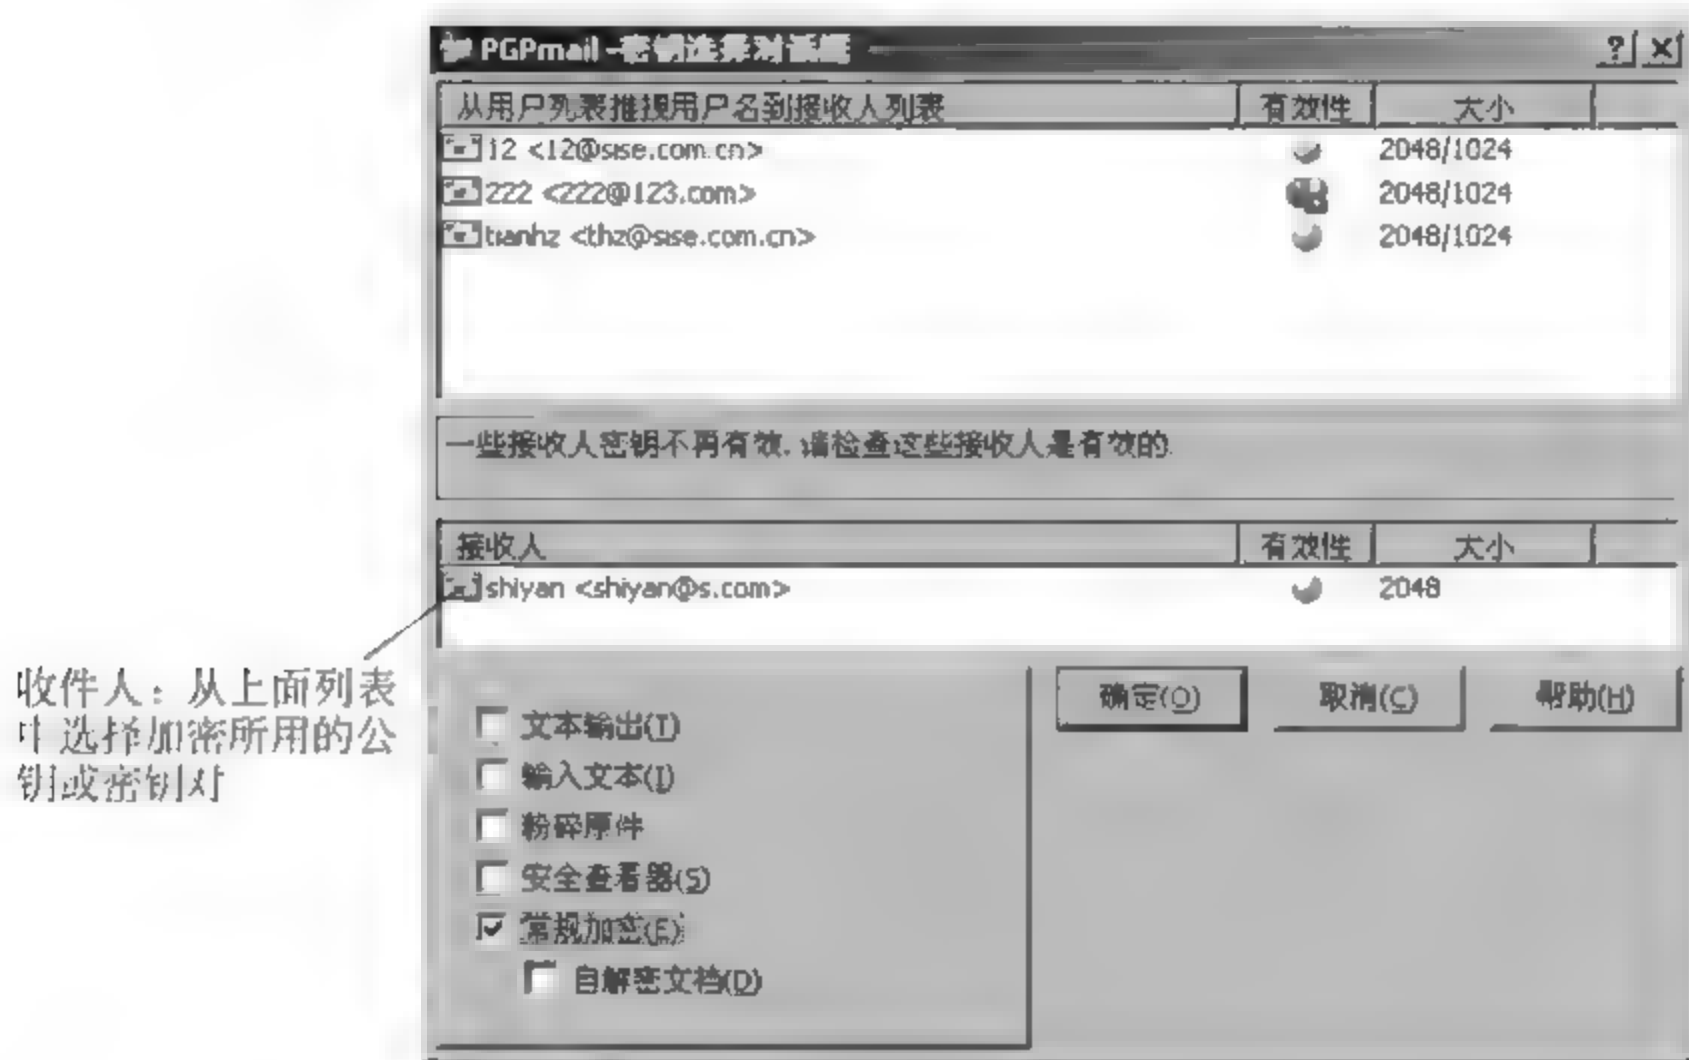 PGPmail -密钥选择对话框
从用户列表推拽用户名到接收人列表 有效性 大小
12 <12@sise.com.cn> 2048/1024
222 <222@123.com> 2048/1024
tianhz <thz@sise.com.cn> 2048/1024
一些接收人密钥不再有效.请检查这些接收人是有效的.
接收人 有效性 大小
shiyan <shiyan@s.com> 2048
收件人：从上面列表
中选择加密所用的公
钥或密钥对
确定(O) 取消(C) 帮助(H)
文本输出(T)
输入文本(I)
粉碎原件
安全查看器(S)
常规加密(E)
自解密文档(D)